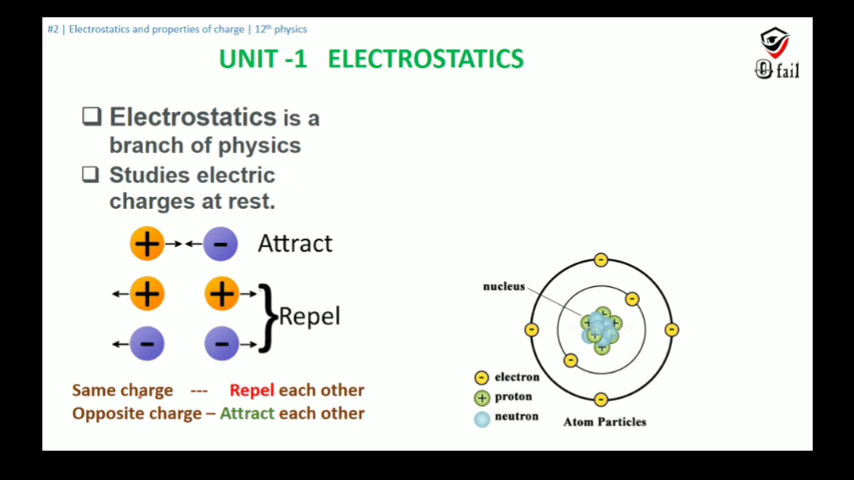 #2 | Electrostatics and properties of charge | 12th physics
UNIT -1 ELECTROSTATICS
0 fail
Electrostatics is a
branch of physics
Studies electric
charges at rest.
+ - Attract
+ +
Repel
- -
Same charge --- Repel each other
Opposite charge – Attract each other
nucleus
- electron
+ proton
neutron
Atom Particles